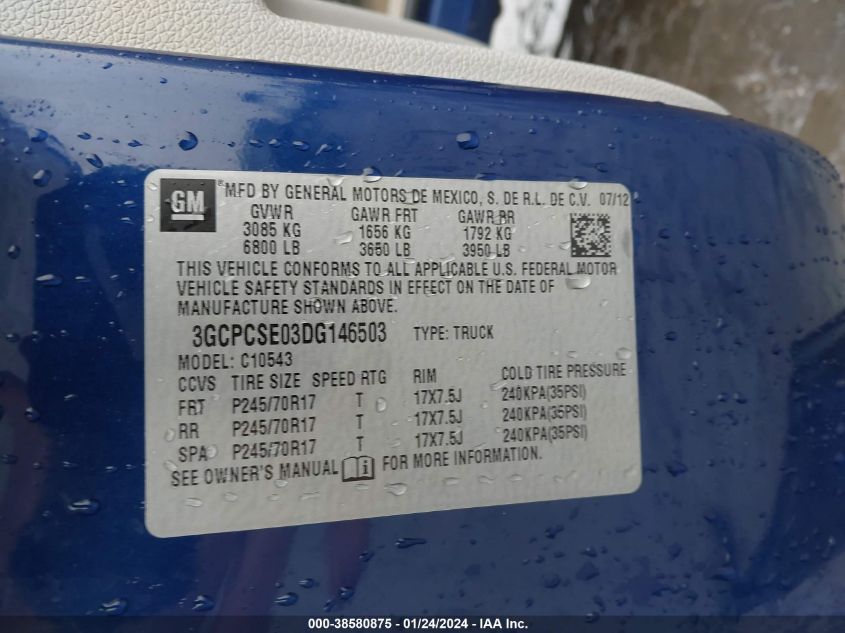 GM ®MFD BY GENERAL MOTORS DE MEXICO, S. DE R.L. DE C.V. 07/12
GVWR GAWR FRT GAWR RR
3085 KG 1656 KG 1792 KG
6800 LB 3650 LB 3950 LB
THIS VEHICLE CONFORMS TO ALL APPLICABLE U.S. FEDERAL MOTOR
VEHICLE SAFETY STANDARDS IN EFFECT ON THE DATE OF
MANUFACTURE SHOWN ABOVE.
3GCPCSE03DG146503 TYPE: TRUCK
MODEL: C10543
CCVS TIRE SIZE SPEED RTG RIM COLD TIRE PRESSURE
FRT P245/70R17 T 17X7.5J 240KPA(35PSI)
RR P245/70R17 T 17X7.5J 240KPA(35PSI)
SPA P245/70R17 T 17X7.5J 240KPA(35PSI)
SEE OWNER'S MANUAL i FOR MORE INFORMATION.
000-38580875 - 01/24/2024 - IAA Inc.